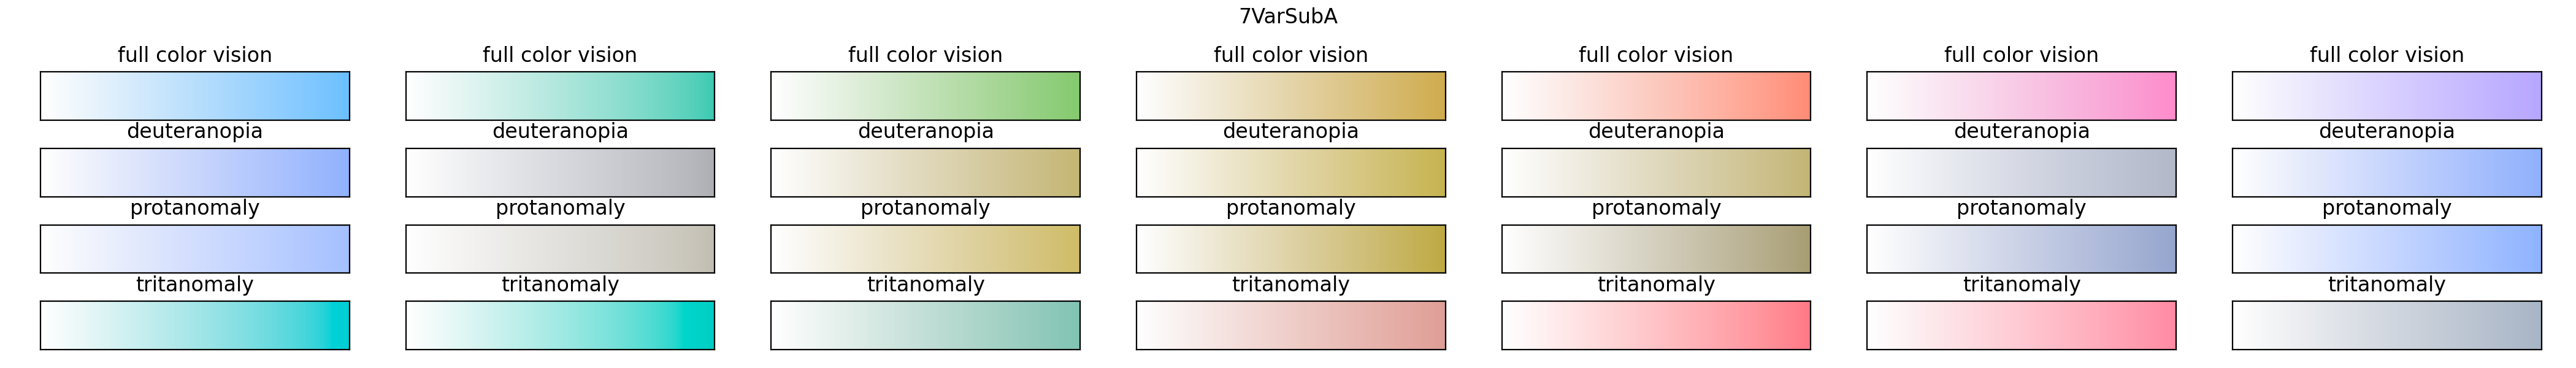 7VarSubA
full color vision full color vision full color vision full color vision full color vision full color vision full color vision
deuteranopia deuteranopia deuteranopia deuteranopia deuteranopia deuteranopia deuteranopia
protanomaly protanomaly protanomaly protanomaly protanomaly protanomaly protanomaly
tritanomaly tritanomaly tritanomaly tritanomaly tritanomaly tritanomaly tritanomaly